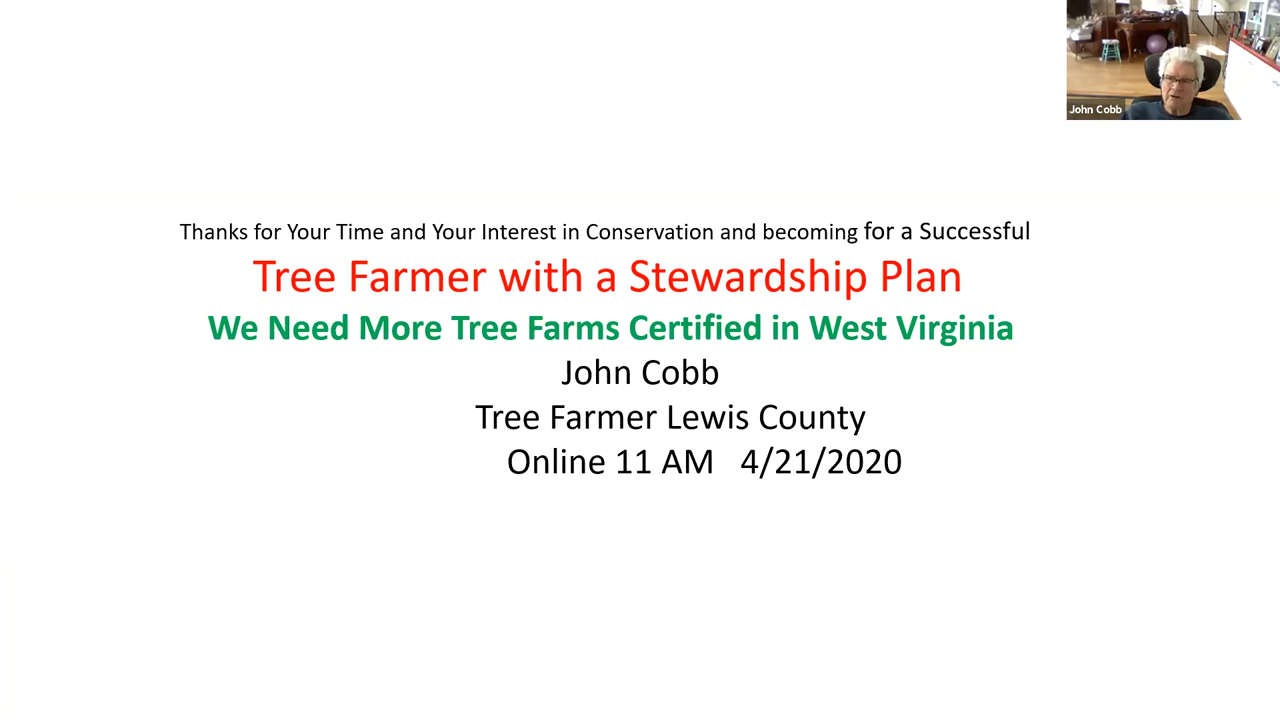 John Cobb
Thanks for Your Time and Your Interest in Conservation and becoming for a Successful
Tree Farmer with a Stewardship Plan
We Need More Tree Farms Certified in West Virginia
John Cobb
Tree Farmer Lewis County
Online 11 AM 4/21/2020